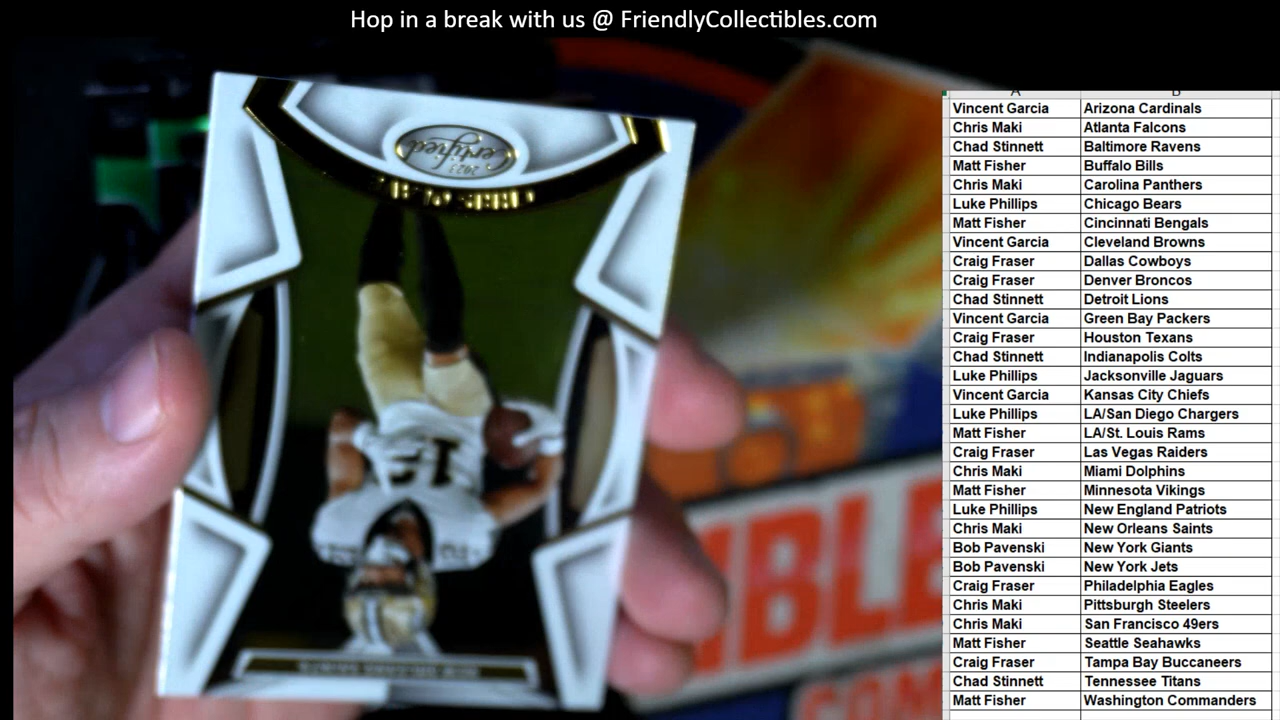 Hop in a break with us @ FriendlyCollectibles.com
A B
Vincent Garcia Arizona Cardinals
Chris Maki Atlanta Falcons
Chad Stinnett Baltimore Ravens
Matt Fisher Buffalo Bills
Chris Maki Carolina Panthers
Luke Phillips Chicago Bears
Matt Fisher Cincinnati Bengals
Vincent Garcia Cleveland Browns
Craig Fraser Dallas Cowboys
Craig Fraser Denver Broncos
Chad Stinnett Detroit Lions
Vincent Garcia Green Bay Packers
Craig Fraser Houston Texans
Chad Stinnett Indianapolis Colts
Luke Phillips Jacksonville Jaguars
Vincent Garcia Kansas City Chiefs
Luke Phillips LA/San Diego Chargers
Matt Fisher LA/St. Louis Rams
Craig Fraser Las Vegas Raiders
Chris Maki Miami Dolphins
Matt Fisher Minnesota Vikings
Luke Phillips New England Patriots
Chris Maki New Orleans Saints
Bob Pavenski New York Giants
Bob Pavenski New York Jets
Craig Fraser Philadelphia Eagles
Chris Maki Pittsburgh Steelers
Chris Maki San Francisco 49ers
Matt Fisher Seattle Seahawks
Craig Fraser Tampa Bay Buccaneers
Chad Stinnett Tennessee Titans
Matt Fisher Washington Commanders
2023
Certified
NEW ORLEANS SAINTS